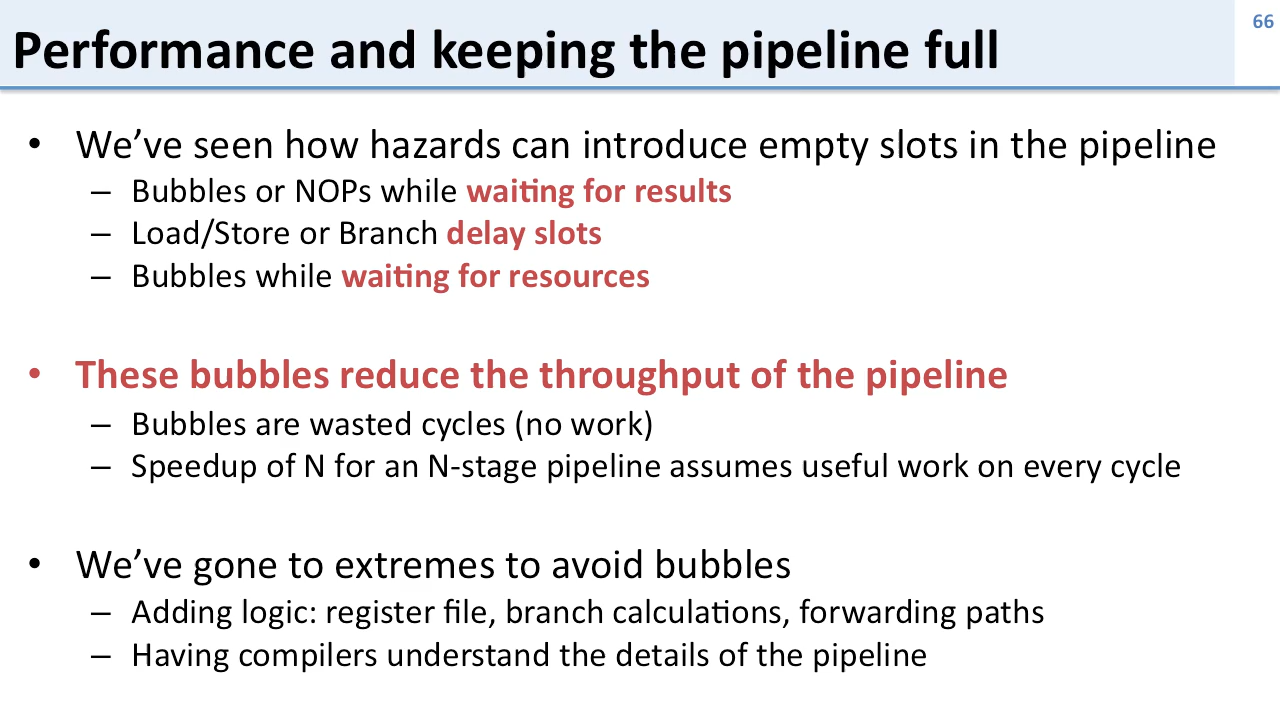 Performance and keeping the pipeline full
66
• We’ve seen how hazards can introduce empty slots in the pipeline
– Bubbles or NOPs while waiting for results
– Load/Store or Branch delay slots
– Bubbles while waiting for resources
• These bubbles reduce the throughput of the pipeline
– Bubbles are wasted cycles (no work)
– Speedup of N for an N-stage pipeline assumes useful work on every cycle
• We’ve gone to extremes to avoid bubbles
– Adding logic: register file, branch calculations, forwarding paths
– Having compilers understand the details of the pipeline